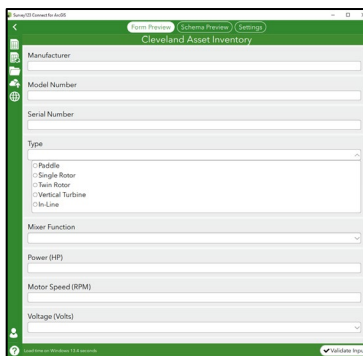 Survey123 Connect for ArcGIS
Form Preview Schema Preview Settings
Cleveland Asset Inventory
Manufacturer
Model Number
Serial Number
Type
Paddle
Single Rotor
Twin Rotor
Vertical Turbine
In-Line
Mixer Function
Power (HP)
Motor Speed (RPM)
Voltage (Volts)
Load time on Windows 13.4 seconds
Validate Inpu